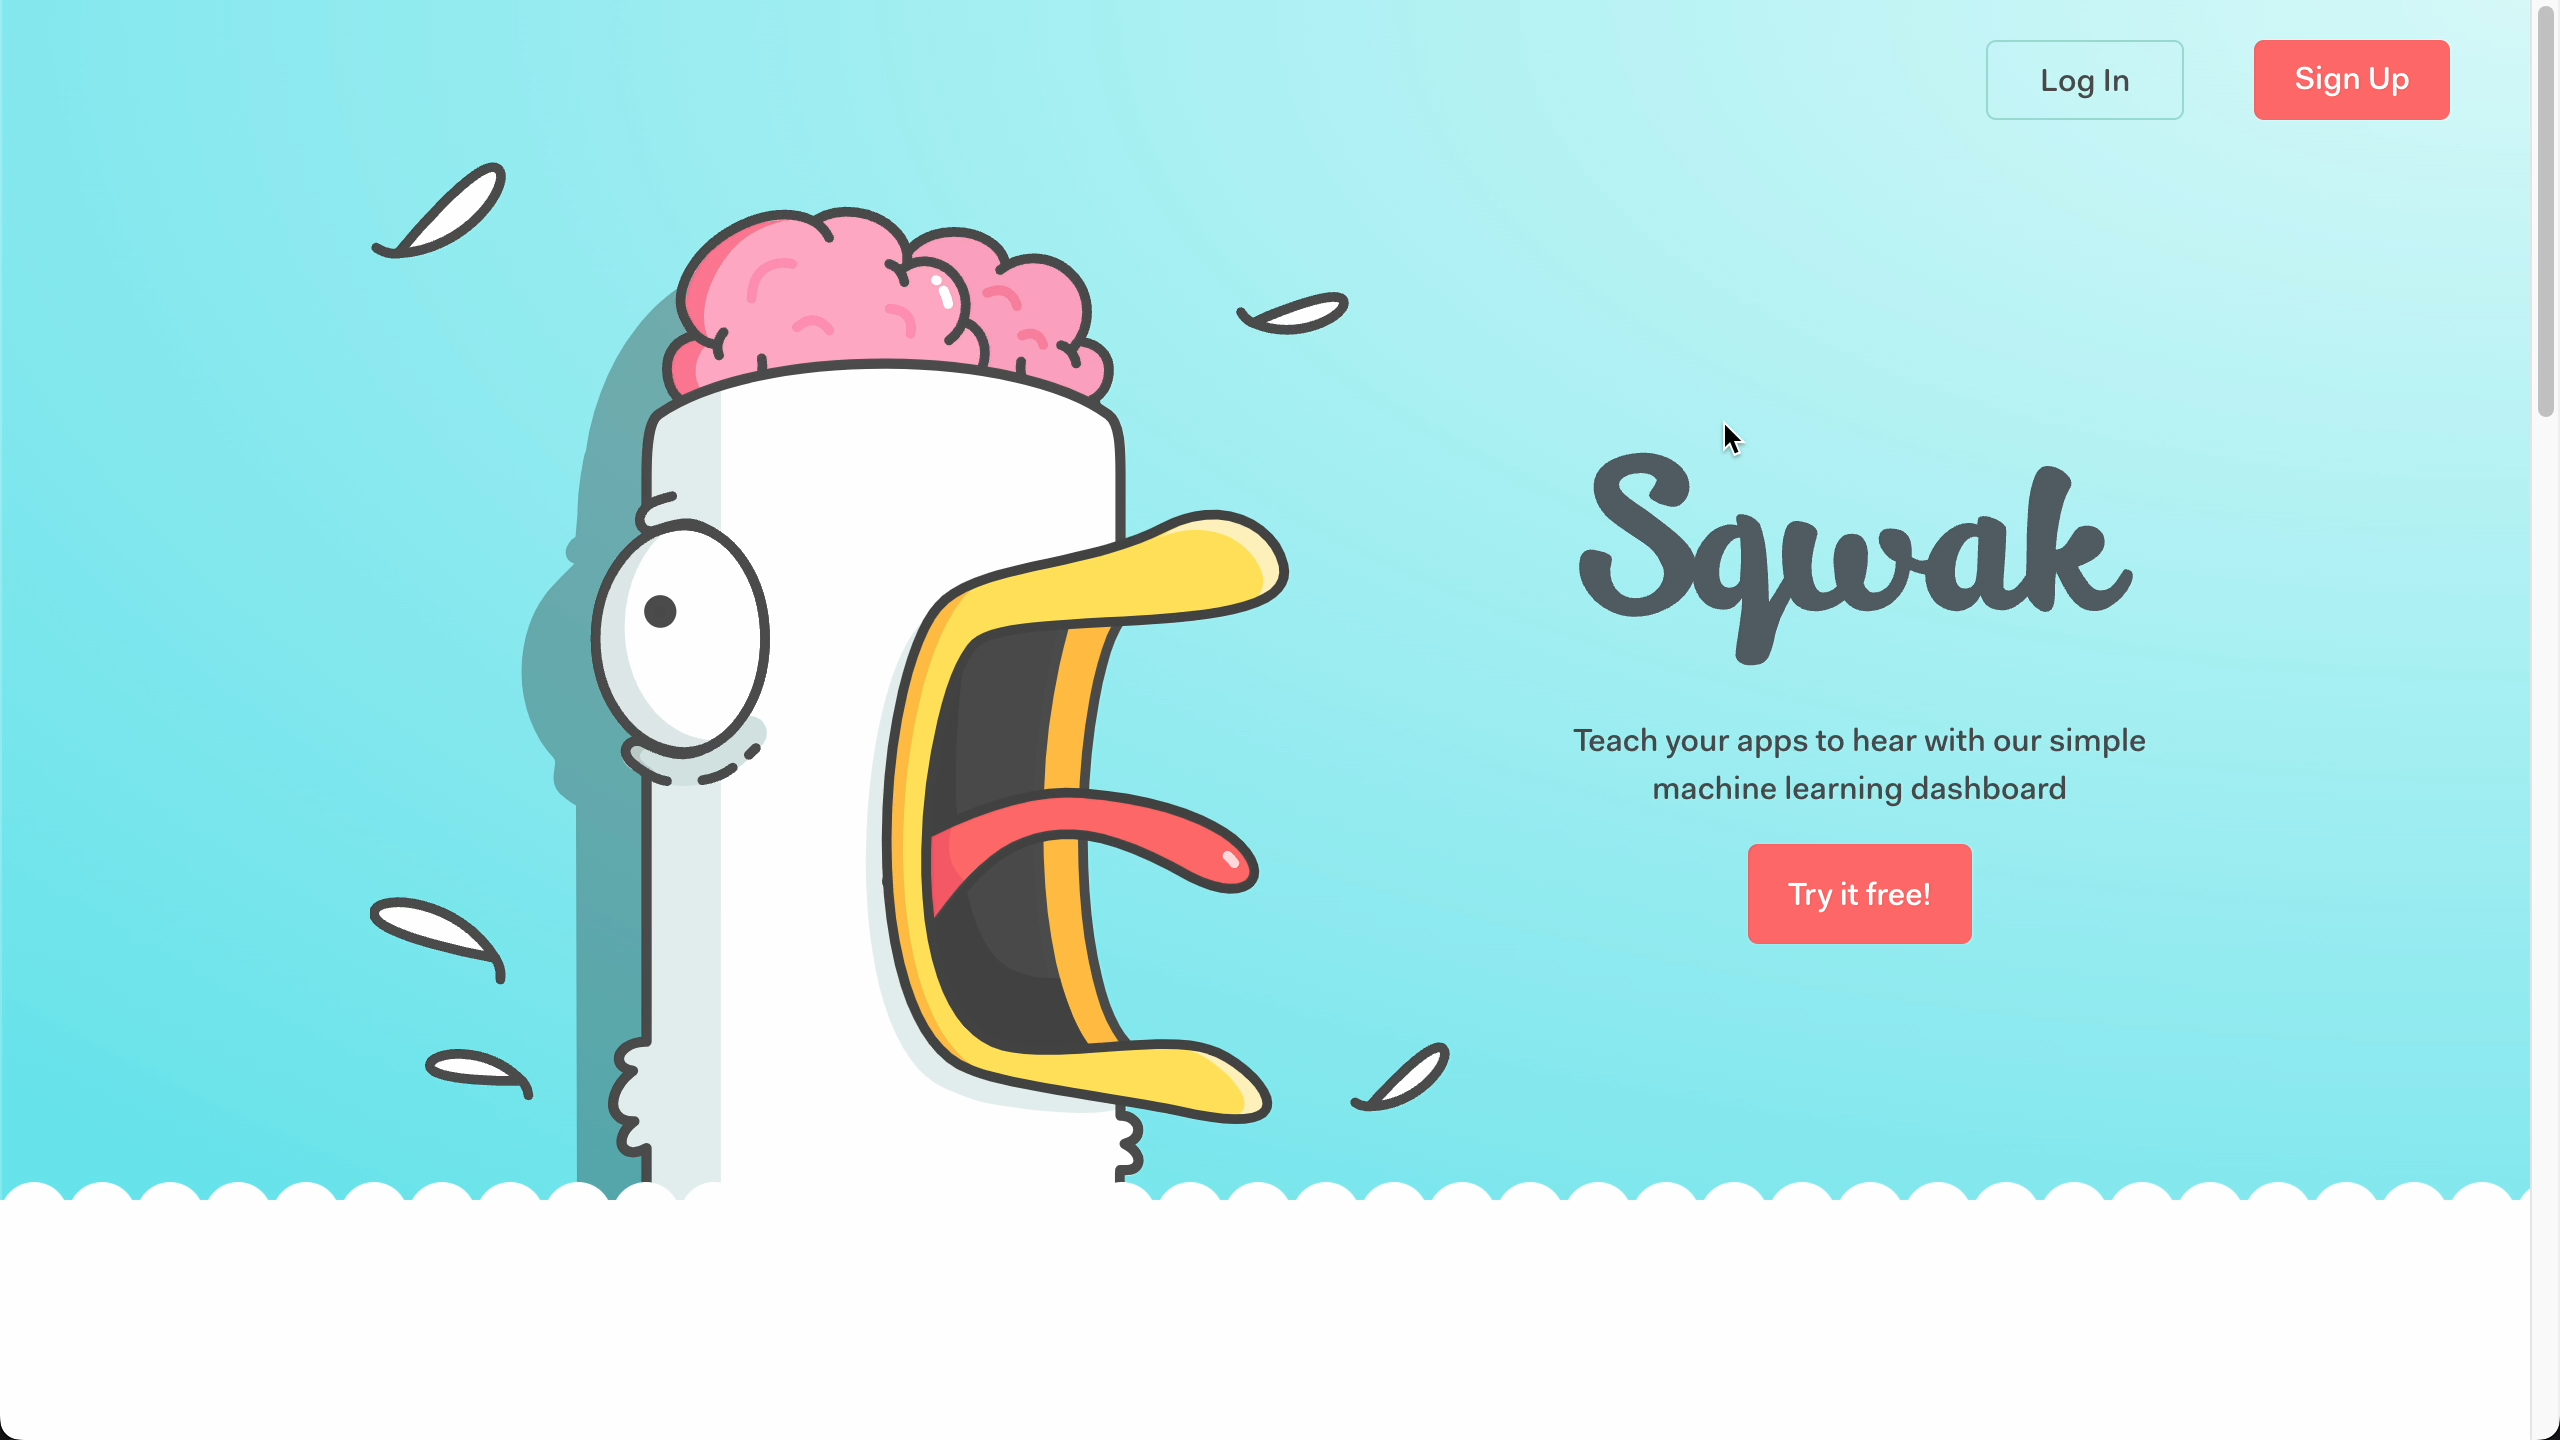 Log In
Sign Up
Sqwak
Teach your apps to hear with our simple
machine learning dashboard
Try it free!